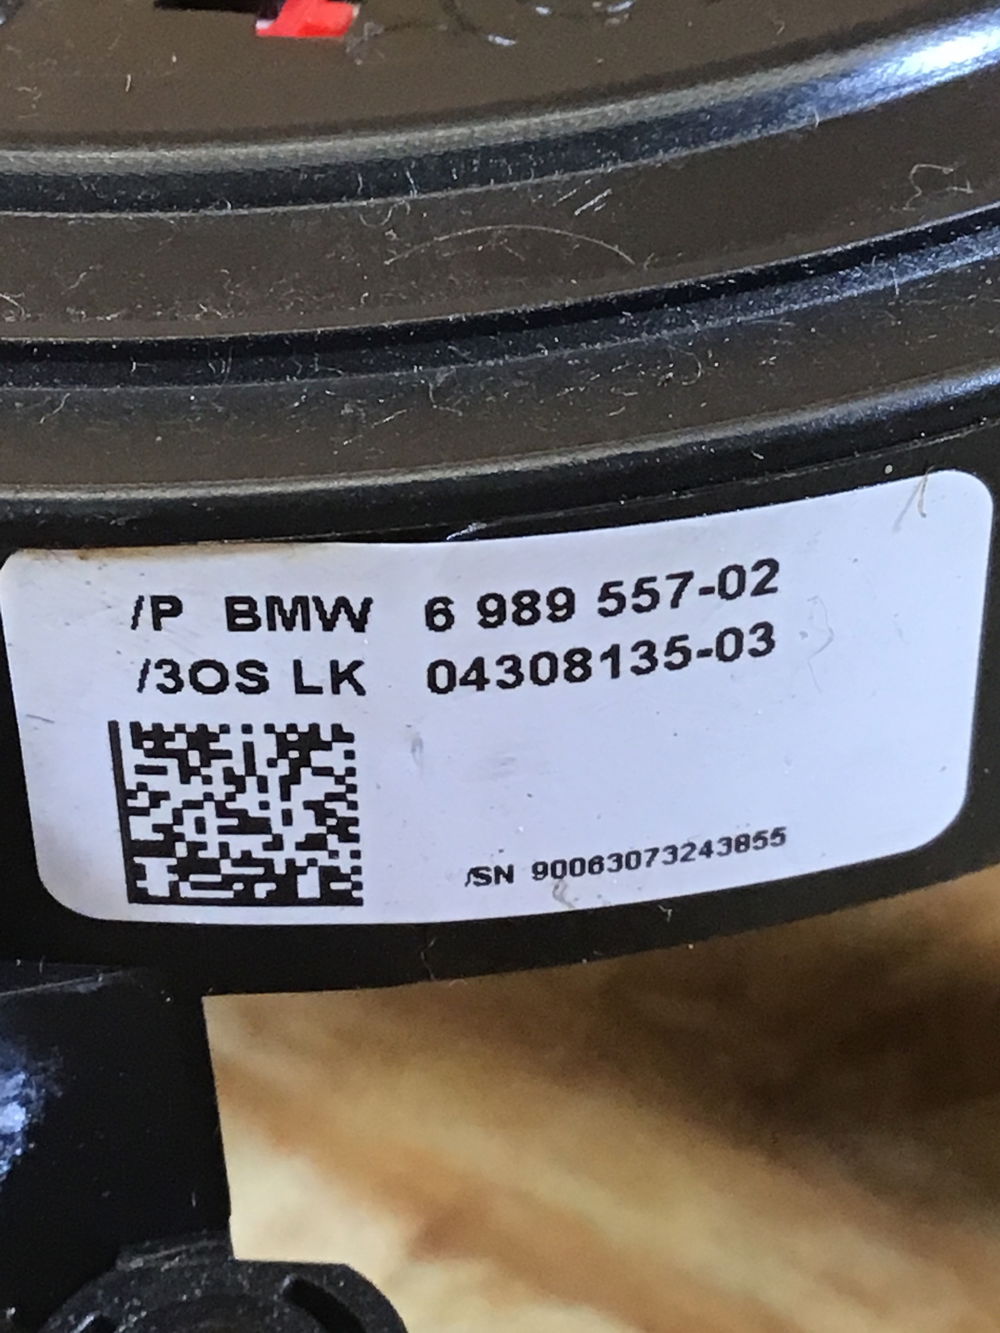 /P BMW 6 989 557-02
/3OS LK 04308135-03
/SN 90063073243855